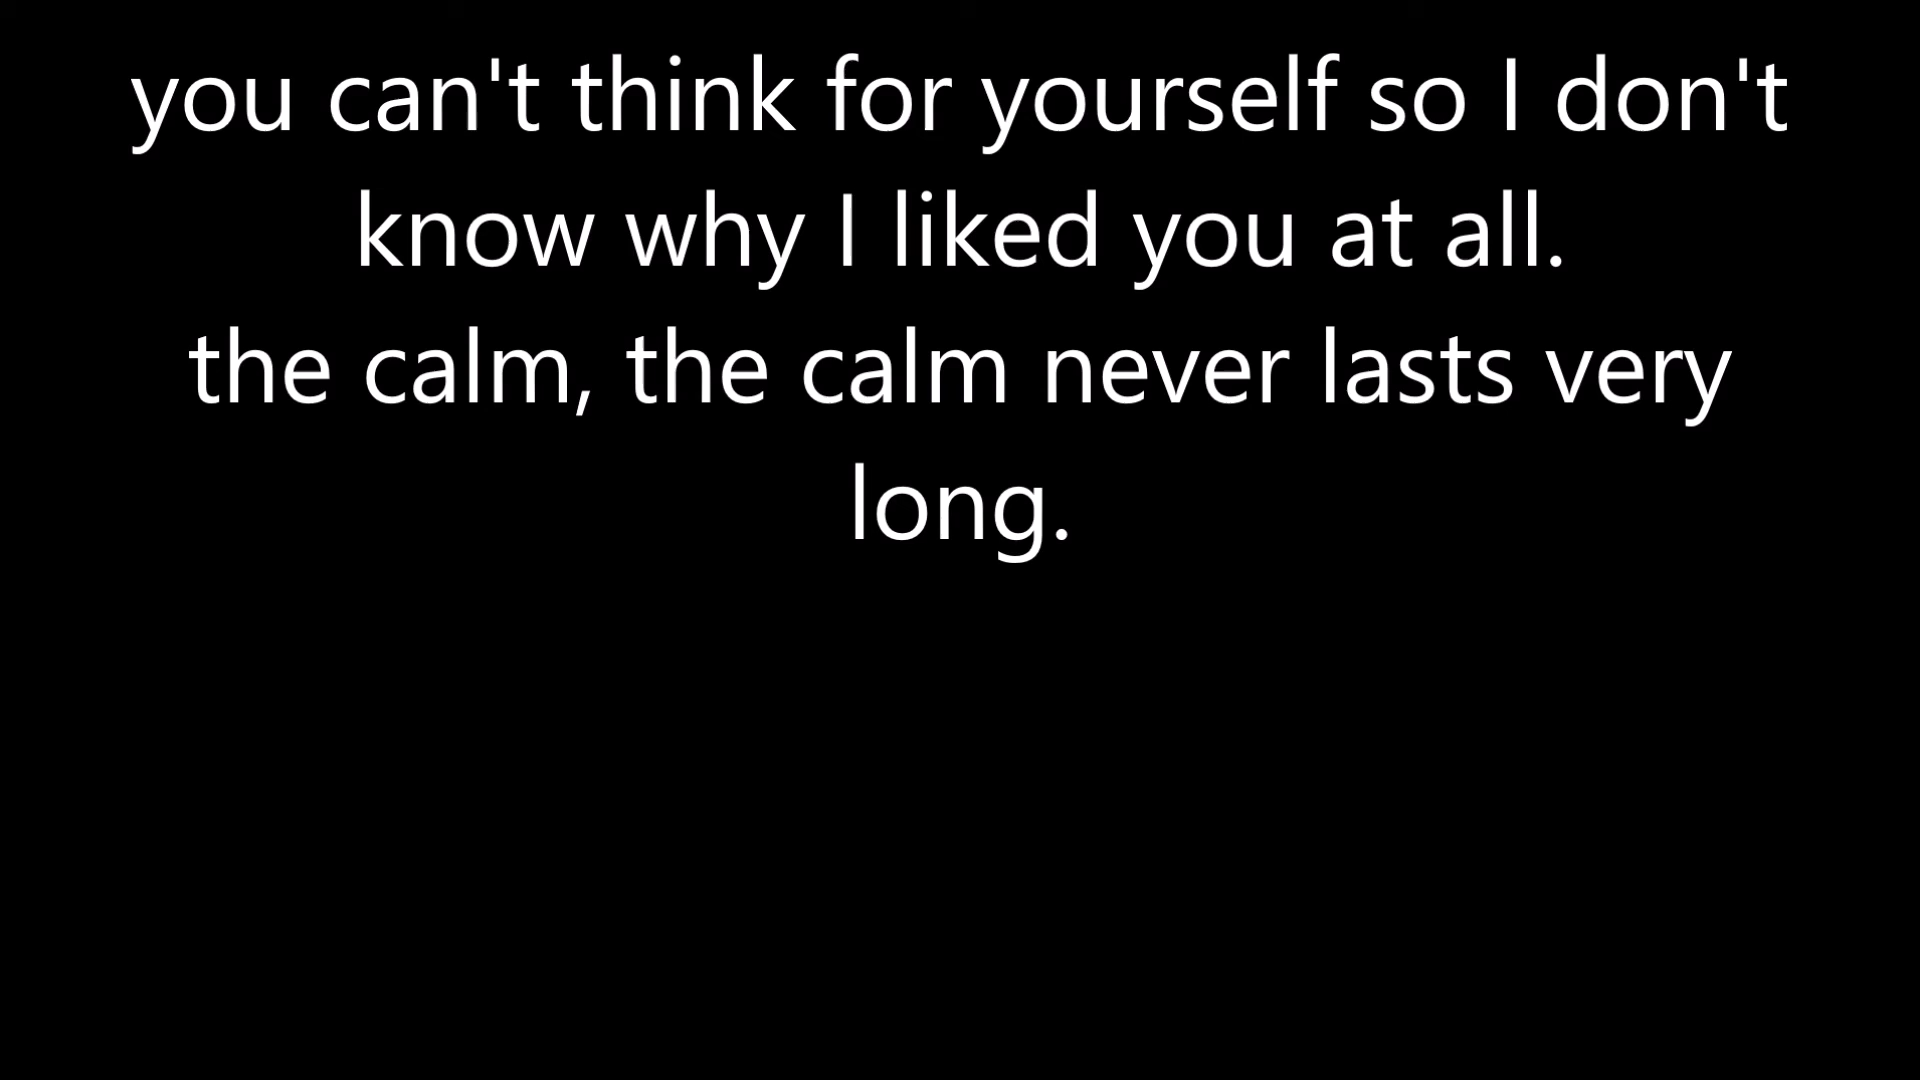 you can't think for yourself so I don't
know why I liked you at all.
the calm, the calm never lasts very
long.